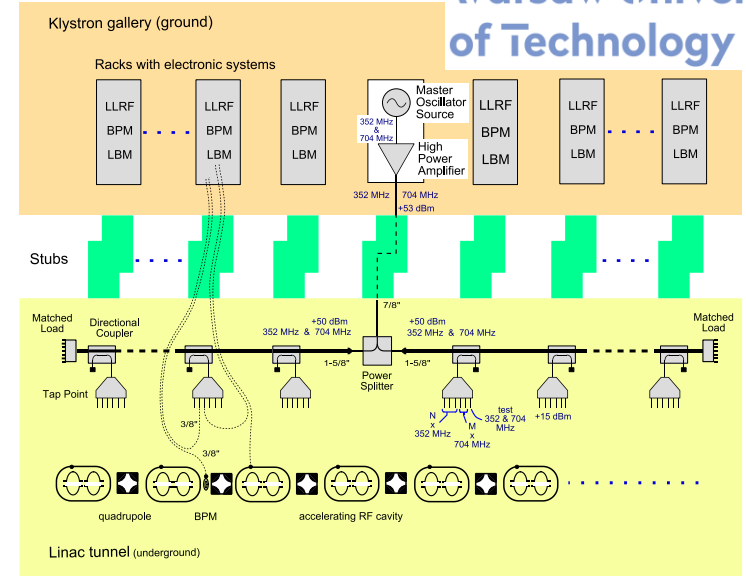 Klystron gallery (ground)
of Technology
Racks with electronic systems
LLRF
BPM
LBM
LLRF
BPM
LBM
LLRF
BPM
LBM
Master
Oscillator
Source
352 MHz
&
704 MHz
High
Power
Amplifier
LLRF
BPM
LBM
LLRF
BPM
LBM
LLRF
BPM
LBM
352 MHz 704 MHz
+53 dBm
Stubs
7/8"
Matched
Load
Directional
Coupler
+50 dBm
352 MHz & 704 MHz
+50 dBm
352 MHz & 704 MHz
Matched
Load
1-5/8"
1-5/8"
Power
Splitter
Tap Point
3/8"
3/8"
N
x
352 MHz
M
x
704 MHz
test
352 & 704
MHz
+15 dBm
quadrupole
BPM
accelerating RF cavity
Linac tunnel (underground)